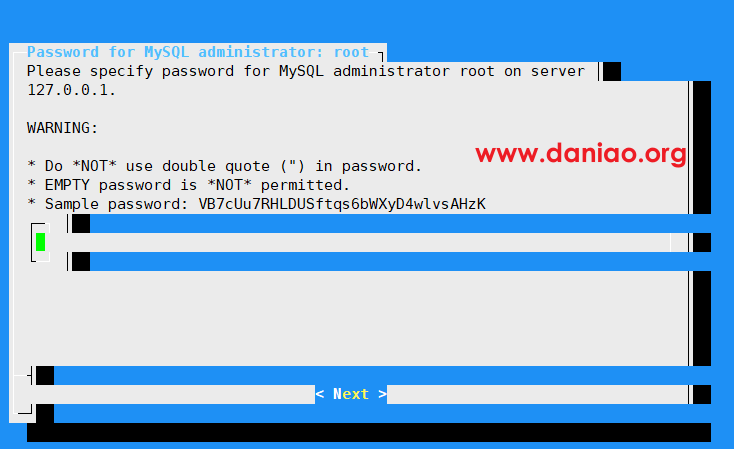 Password for MySQL administrator: root
Please specify password for MySQL administrator root on server
127.0.0.1.
WARNING:
www.daniao.org
* Do *NOT* use double quote (") in password.
* EMPTY password is *NOT* permitted.
* Sample password: VB7cUu7RHLDUSftqs6bWXyD4wlvsAHzK
< Next >